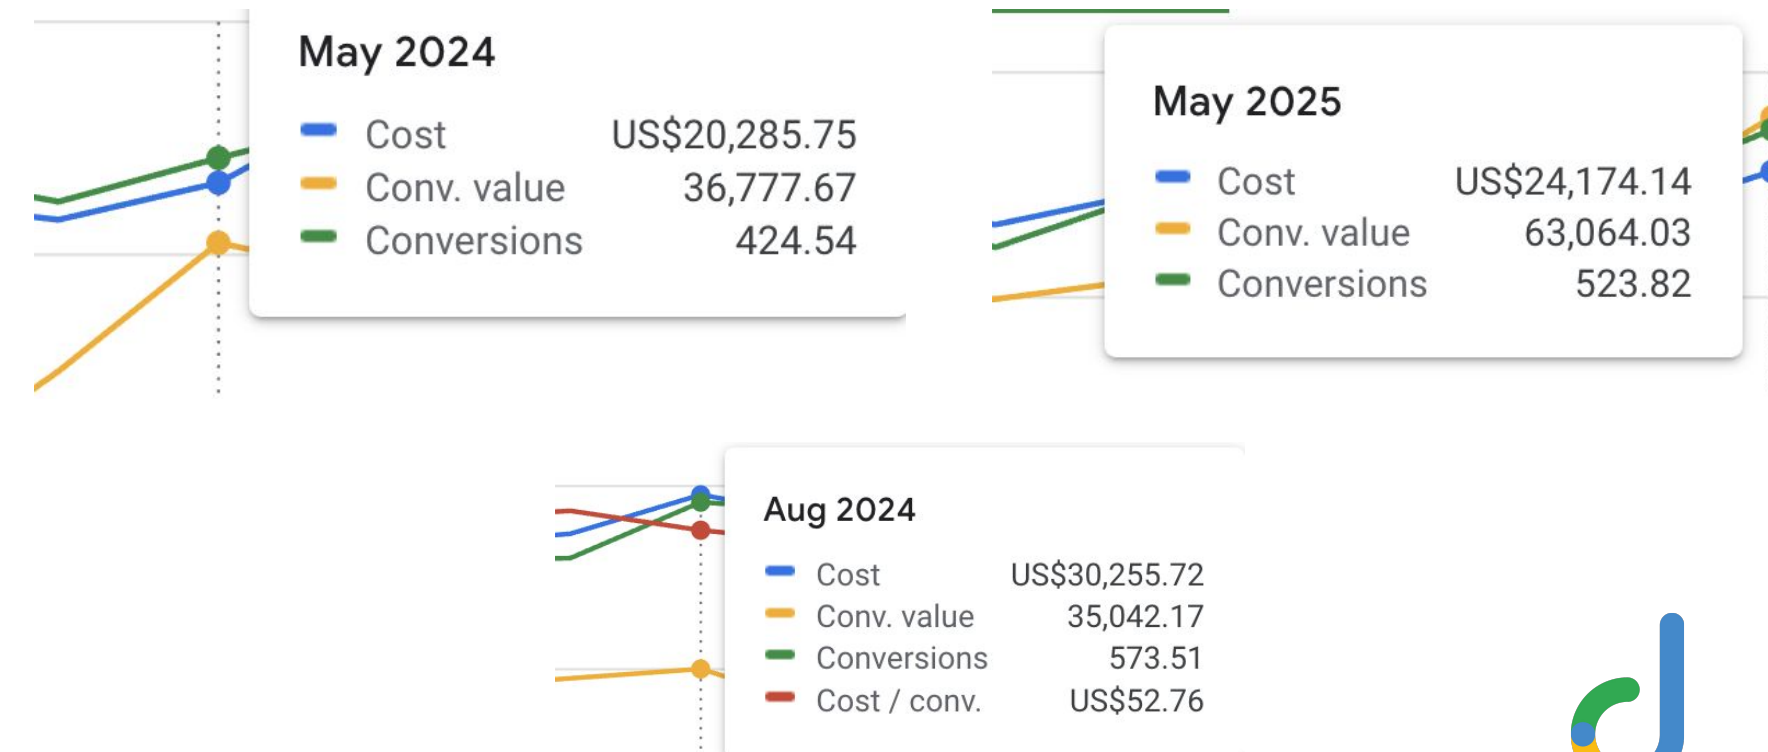 May 2024
Cost US$20,285.75
Conv. value 36,777.67
Conversions 424.54
May 2025
Cost US$24,174.14
Conv. value 63,064.03
Conversions 523.82
Aug 2024
Cost US$30,255.72
Conv. value 35,042.17
Conversions 573.51
Cost / conv. US$52.76